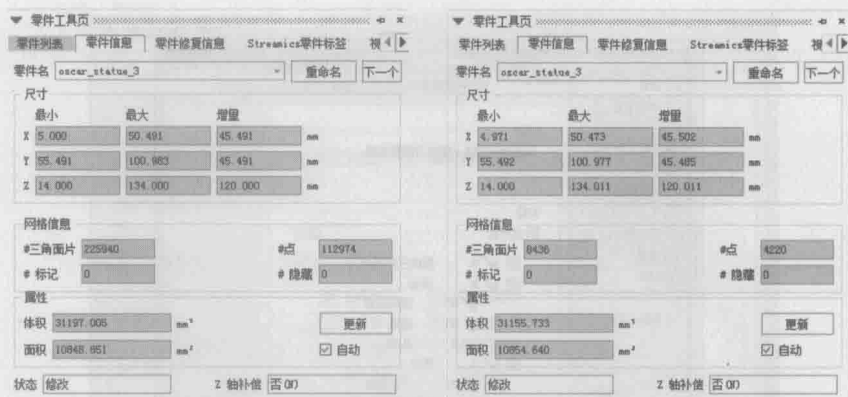 零件工具页
零件列表 零件信息 零件修复信息 Streamics零件标签 视
零件名 oscar_statue_3 重命名 下一个
尺寸
最小 最大 增量
X 5.000 50.491 45.491 mm
Y 55.491 100.983 45.491 mm
Z 14.000 134.000 120.000 mm
网格信息
#三角面片 225940 #点 112974
# 标记 0 # 隐藏 0
属性
体积 31197.005 mm³ 更新
面积 10848.651 mm² 自动
状态 修改 Z 轴补偿 否(N)
零件工具页
零件列表 零件信息 零件修复信息 Streamics零件标签 视
零件名 oscar_statue_3 重命名 下一个
尺寸
最小 最大 增量
X 4.971 50.473 45.502 mm
Y 55.492 100.977 45.485 mm
Z 14.000 134.011 120.011 mm
网格信息
#三角面片 8436 #点 4220
# 标记 0 # 隐藏 0
属性
体积 31155.733 mm³ 更新
面积 10854.640 mm² 自动
状态 修改 Z 轴补偿 否(N)